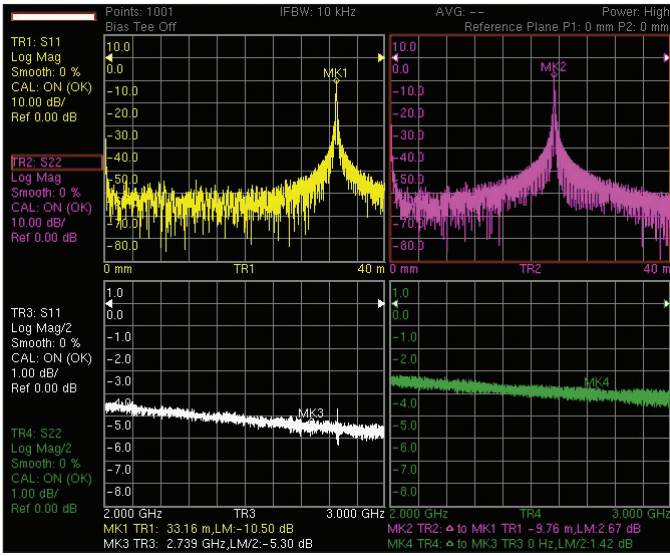 Points: 1001 IFBW: 10 kHz AVG: -- Power: High
Bias Tee Off Reference Plane P1: 0 mm P2: 0 mm
TR1: S11
Log Mag
Smooth: 0 %
CAL: ON (OK)
10.00 dB/
Ref 0.00 dB
TR2: S22
Log Mag
Smooth: 0 %
CAL: ON (OK)
10.00 dB/
Ref 0.00 dB
TR3: S11
Log Mag/2
Smooth: 0 %
CAL: ON (OK)
1.00 dB/
Ref 0.00 dB
TR4: S22
Log Mag/2
Smooth: 0 %
CAL: ON (OK)
1.00 dB/
Ref 0.00 dB
10.0
0.0
-10.0
-20.0
-30.0
-40.0
-50.0
-60.0
-70.0
-80.0
MK1
0 mm TR1 40 m
10.0
0.0
-10.0
-20.0
-30.0
-40.0
-50.0
-60.0
-70.0
-80.0
MK2
0 mm TR2 40 m
1.0
0.0
-1.0
-2.0
-3.0
-4.0
-5.0
-6.0
-7.0
-8.0
MK3
2.000 GHz TR3 3.000 GHz
1.0
0.0
-1.0
-2.0
-3.0
-4.0
-5.0
-6.0
-7.0
-8.0
MK4
2.000 GHz TR4 3.000 GHz
MK1 TR1: 33.16 m,LM:-10.50 dB
MK3 TR3: 2.739 GHz,LM/2:-5.30 dB
MK2 TR2: Δ to MK1 TR1 -9.76 m,LM:2.67 dB
MK4 TR4: Δ to MK3 TR3 0 Hz,LM/2:1.42 dB